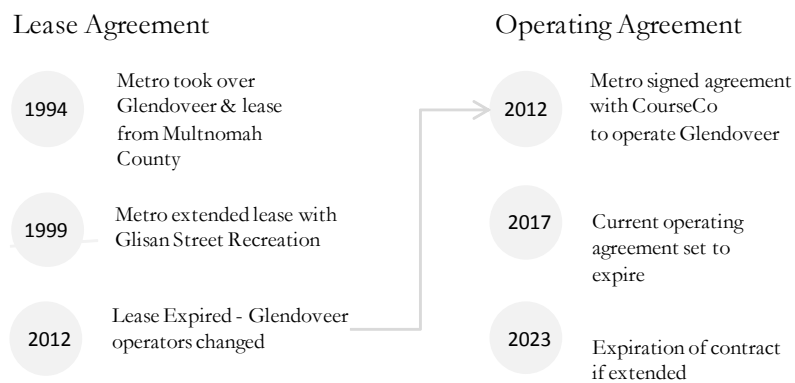 Lease Agreement
1994
Metro took over
Glendoveer & lease
from Multnomah
County
1999
Metro extended lease with
Glisan Street Recreation
2012
Lease Expired - Glendoveer
operators changed
Operating Agreement
2012
Metro signed agreement
with CourseCo
to operate Glendoveer
2017
Current operating
agreement set to
expire
2023
Expiration of contract
if extended